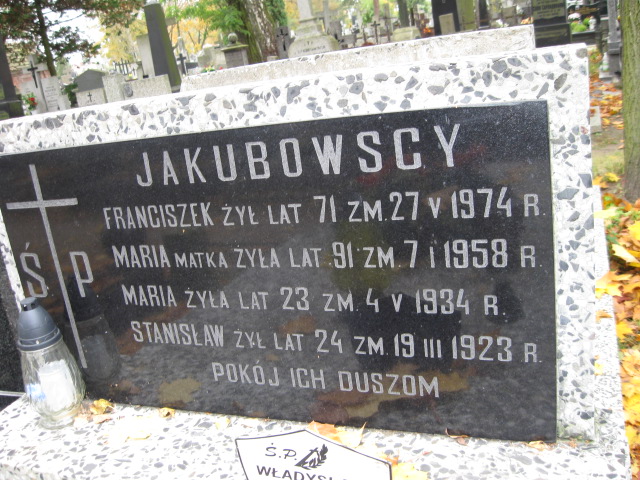 JAKUBOWSCY
FRANCISZEK ŻYŁ LAT 71 ZM. 27 V 1974 R.
MARIA MATKA ŻYŁA LAT 91 ZM. 7 I 1958 R.
MARIA ŻYŁA LAT 23 ZM. 4 V 1934 R.
STANISŁAW ŻYŁ LAT 24 ZM. 19 III 1923 R.
Ś P
POKÓJ ICH DUSZOM
Ś.P.